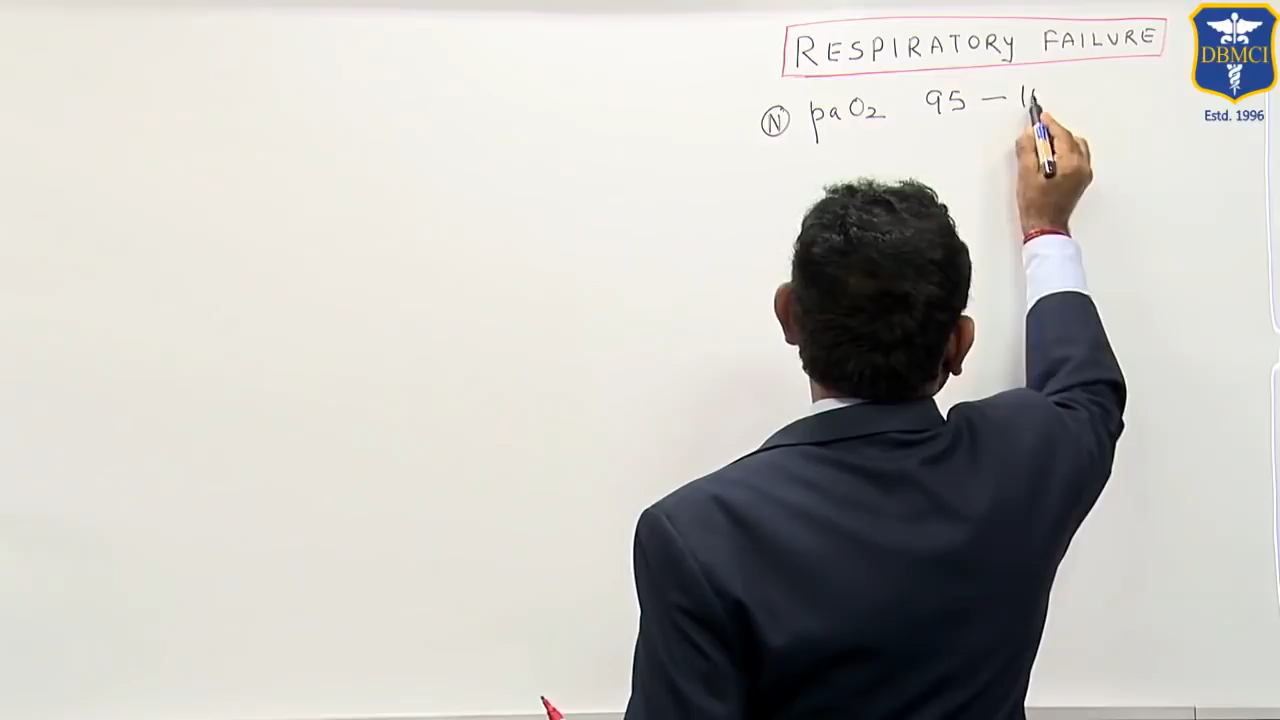 RESPIRATORY FAILURE
N paO2 95 –
DBMCI
Estd. 1996